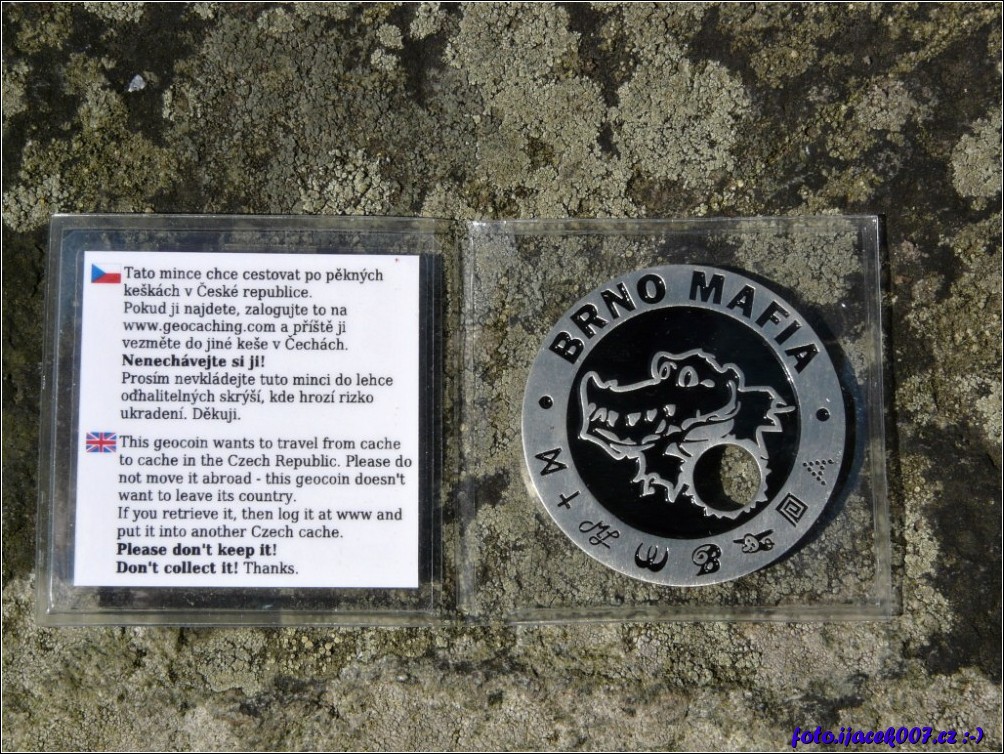 Tato mince chce cestovat po pěkných
keškách v České republice.
Pokud ji najdete, zalogujte to na
www.geocaching.com a příště ji
vezměte do jiné keše v Čechách.
Nenechávejte si ji!
Prosím nevkládejte tuto minci do lehce
odhalitelných skrýší, kde hrozí riziko
ukradení. Děkuji.
This geocoin wants to travel from cache
to cache in the Czech Republic. Please do
not move it abroad - this geocoin doesn't
want to leave its country.
If you retrieve it, then log it at www and
put it into another Czech cache.
Please don't keep it!
Don't collect it! Thanks.
BRNO MAFIA
foto.ijacek007.cz :-)